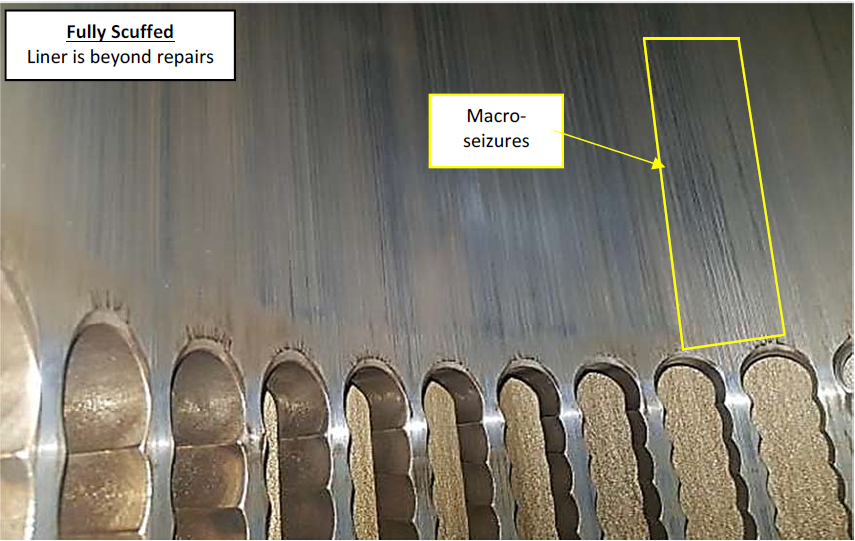 Fully Scuffed
Liner is beyond repairs
Macro-
seizures